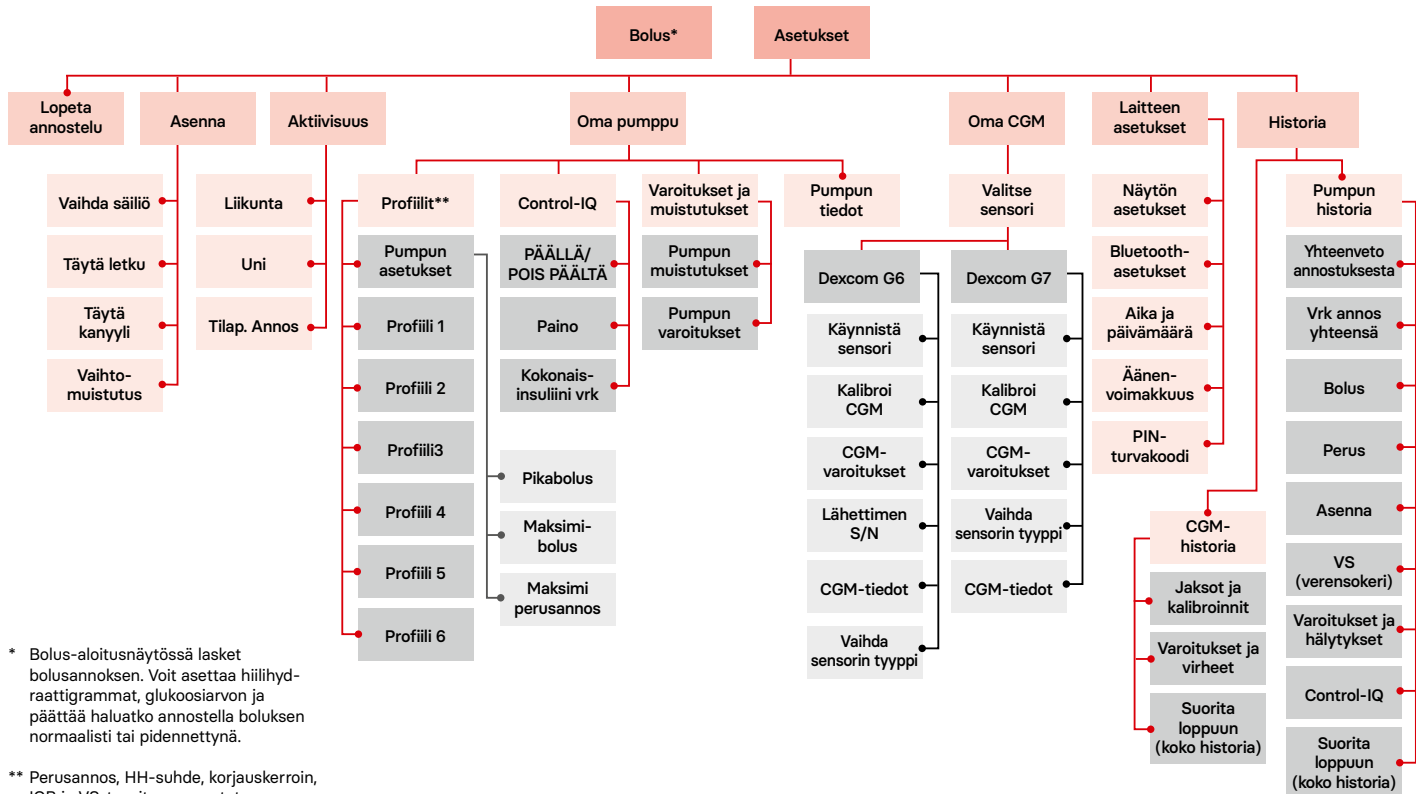 Bolus*
Asetukset
Lopeta
annostelu
Asenna
Aktiivisuus
Oma pumppu
Oma CGM
Laitteen
asetukset
Historia
Vaihda säiliö
Täytä letku
Täytä
kanyyli
Vaihto-
muistutus
Liikunta
Uni
Tilap. Annos
Profiilit**
Pumpun
asetukset
Profiili 1
Profiili 2
Profiili3
Profiili 4
Profiili 5
Profiili 6
Control-IQ
PÄÄLLÄ/
POIS PÄÄLTÄ
Paino
Kokonais-
insuliini vrk
Pikabolus
Maksimi-
bolus
Maksimi
perusannos
Varoitukset ja
muistutukset
Pumpun
muistutukset
Pumpun
varoitukset
Pumpun
tiedot
Valitse
sensori
Dexcom G6
Käynnistä
sensori
Kalibroi
CGM
CGM-
varoitukset
Lähettimen
S/N
CGM-tiedot
Vaihda
sensorin tyyppi
Dexcom G7
Käynnistä
sensori
Kalibroi
CGM
CGM-
varoitukset
Vaihda
sensorin tyyppi
CGM-tiedot
Näytön
asetukset
Bluetooth-
asetukset
Aika ja
päivämäärä
Äänen-
voimakkuus
PIN-
turvakoodi
CGM-
historia
Jaksot ja
kalibroinnit
Varoitukset ja
virheet
Suorita
loppuun
(koko historia)
Pumpun
historia
Yhteenveto
annostuksesta
Vrk annos
yhteensä
Bolus
Perus
Asenna
VS
(verensokeri)
Varoitukset ja
hälytykset
Control-IQ
Suorita
loppuun
(koko historia)
* Bolus-aloitusnäytössä lasket
bolusannoksen. Voit asettaa hiilihyd-
raattigrammat, glukoosiarvon ja
päättää haluatko annostella boluksen
normaalisti tai pidennettynä.
** Perusannos, HH-suhde, korjauskerroin,